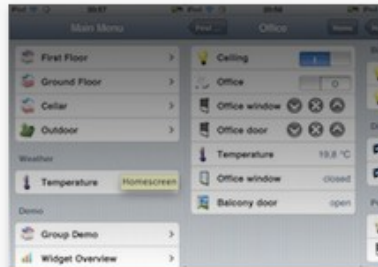 iPod
Main Menu
First Floor
Ground Floor
Cellar
Outdoor
Weather
Temperature
Homescreen
Demo
Group Demo
Widget Overview
Office
Ceiling
Office
Office window
Office door
Temperature 19,8 °C
Office window closed
Balcony door open